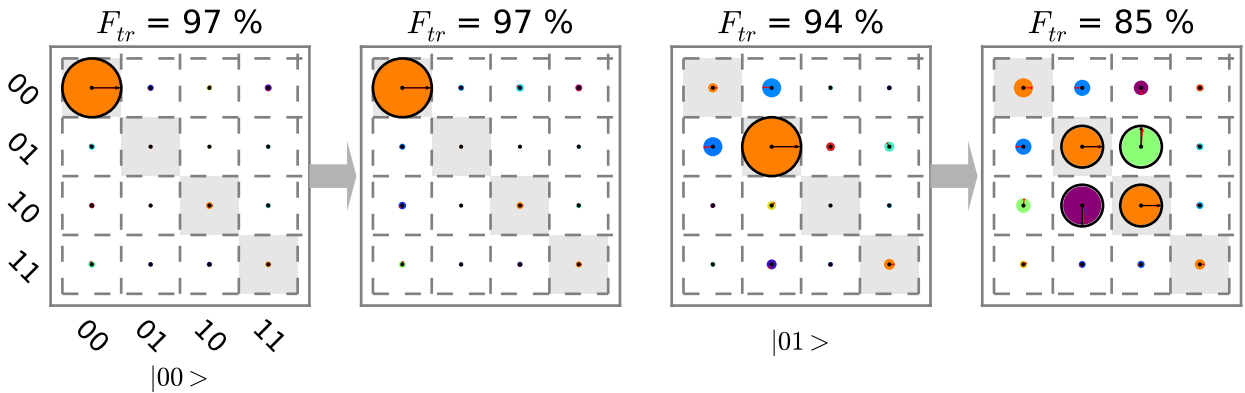 F_tr = 97 %
F_tr = 97 %
F_tr = 94 %
F_tr = 85 %
00
01
10
11
00 01 10 11
|00 >
|01 >